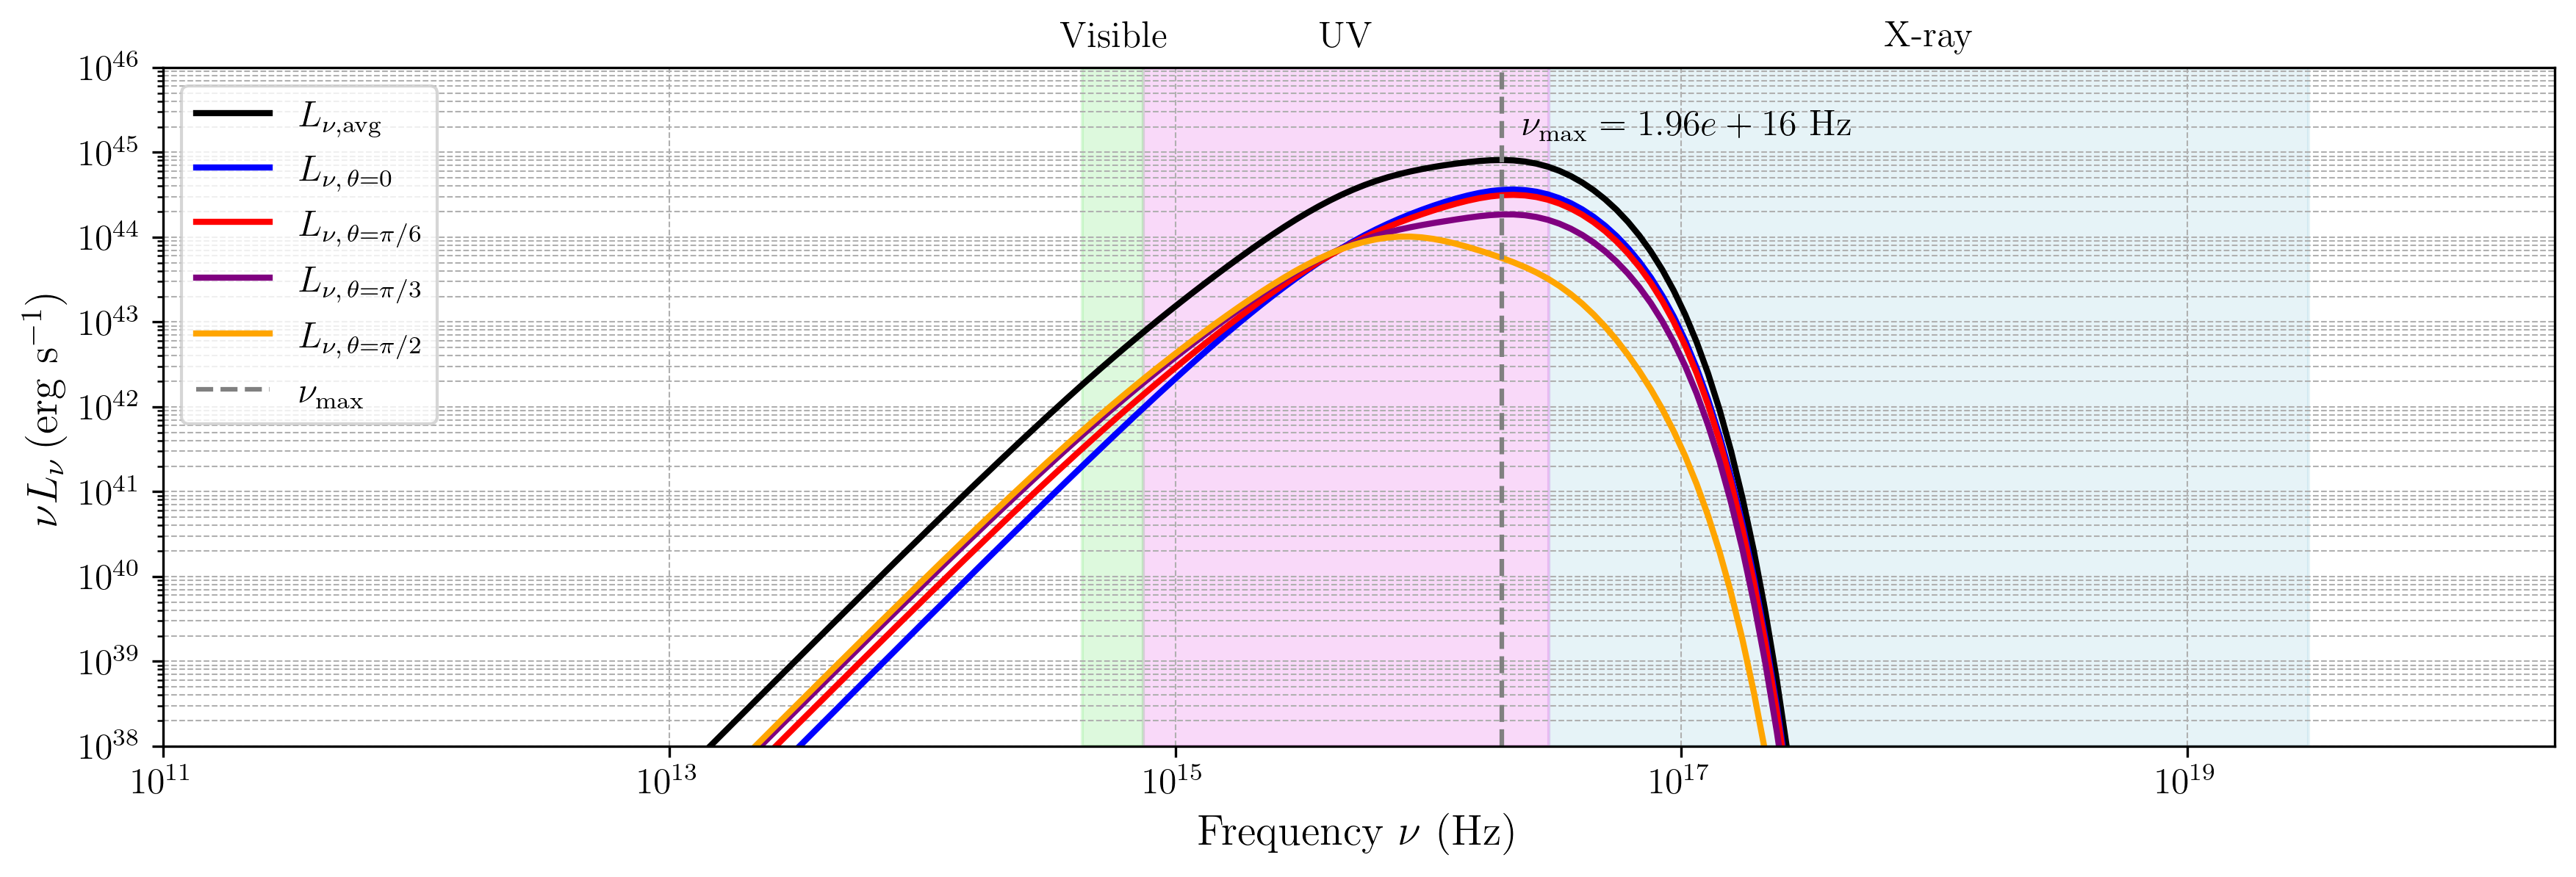 Visible UV X-ray
10^46
10^45
10^44
10^43
10^42
10^41
10^40
10^39
10^38
ν L_ν (erg s^−1)
L_ν,avg
L_ν, θ=0
L_ν, θ=π/6
L_ν, θ=π/3
L_ν, θ=π/2
ν_max
ν_max = 1.96e + 16 Hz
10^11 10^13 10^15 10^17 10^19
Frequency ν (Hz)